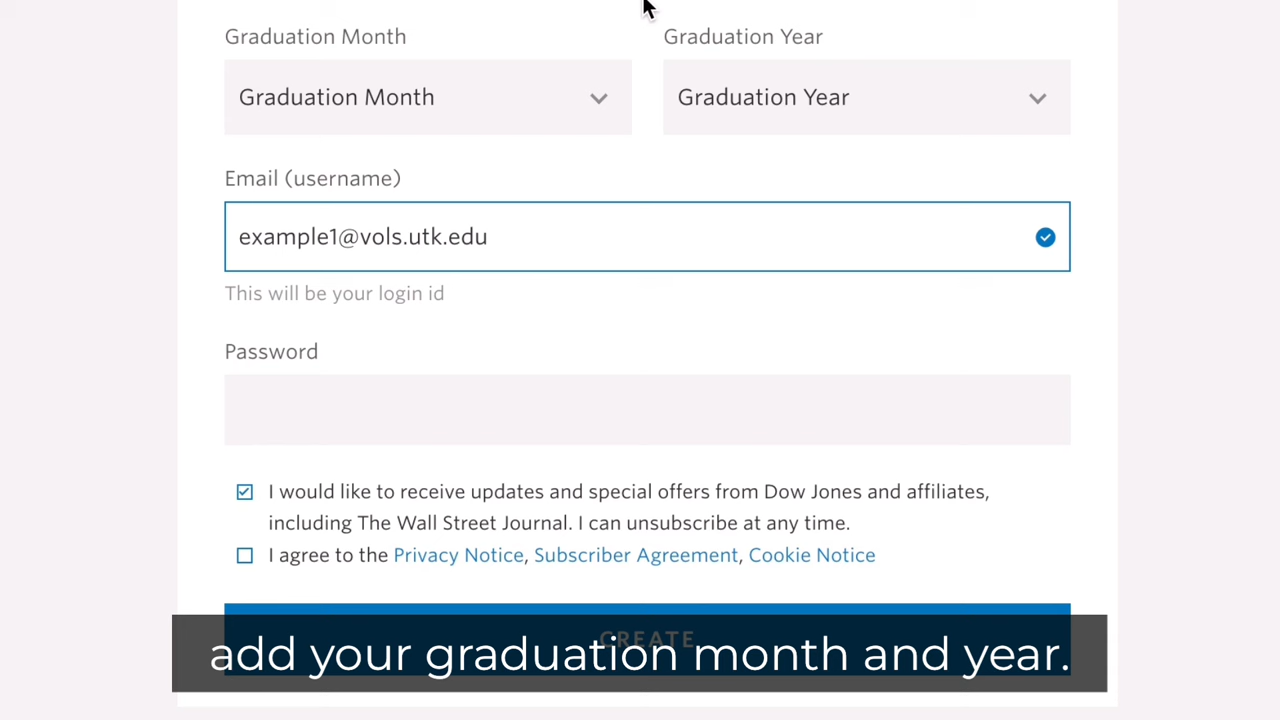 Graduation Month
Graduation Year
Graduation Month
Graduation Year
Email (username)
example1@vols.utk.edu
This will be your login id
Password
I would like to receive updates and special offers from Dow Jones and affiliates,
including The Wall Street Journal. I can unsubscribe at any time.
I agree to the Privacy Notice, Subscriber Agreement, Cookie Notice
CREATE
add your graduation month and year.